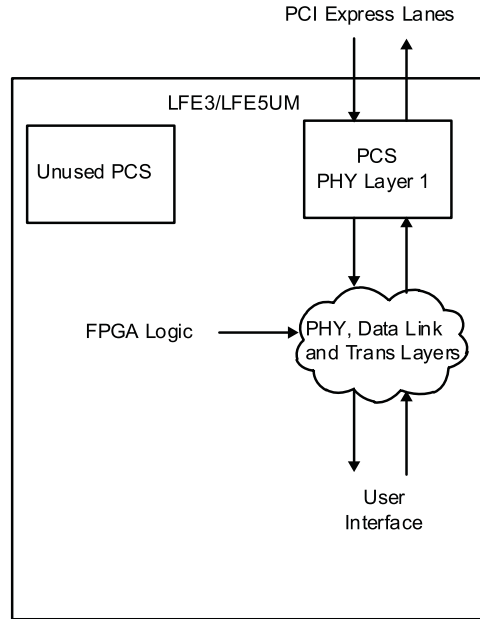 PCI Express Lanes
LFE3/LFE5UM
Unused PCS
PCS
PHY Layer 1
FPGA Logic
PHY, Data Link
and Trans Layers
User
Interface